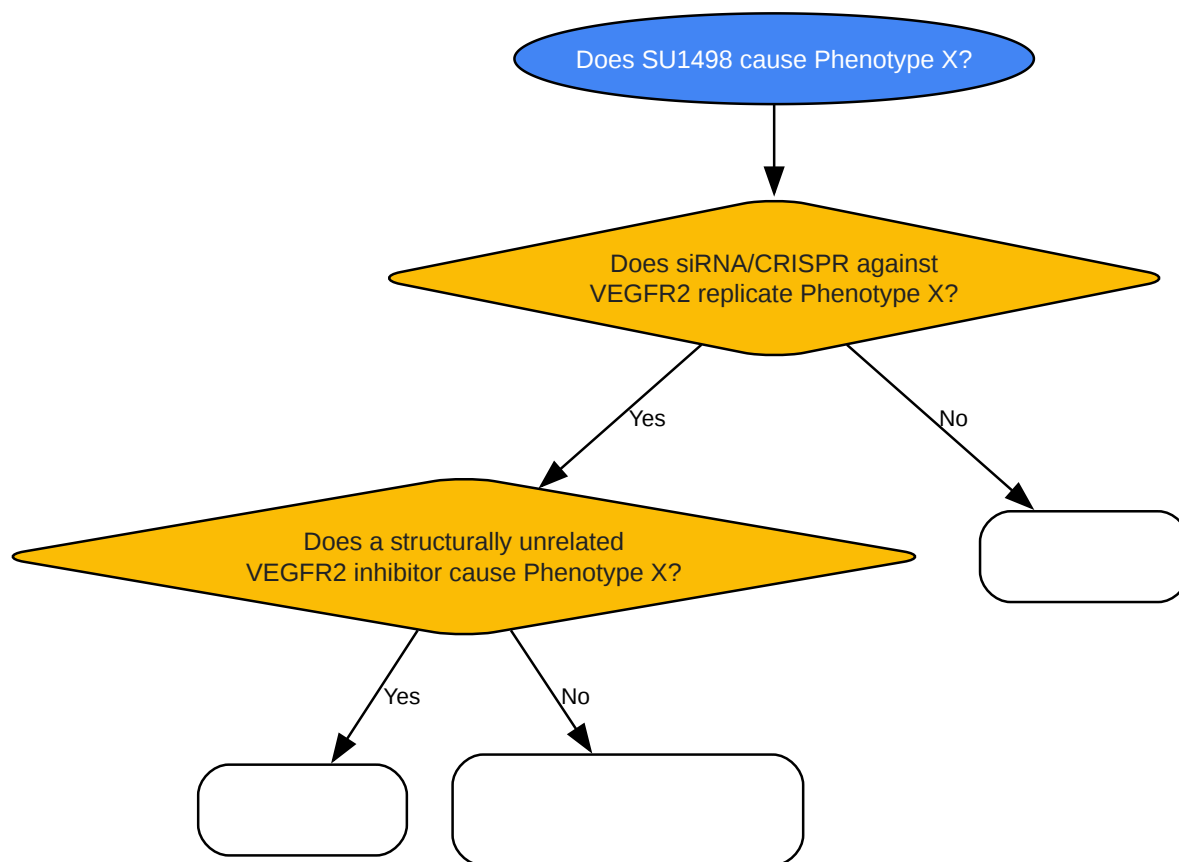 Does SU1498 cause Phenotype X?
Does siRNA/CRISPR against
VEGFR2 replicate Phenotype X?
Yes
No
Does a structurally unrelated
VEGFR2 inhibitor cause Phenotype X?
Yes
No